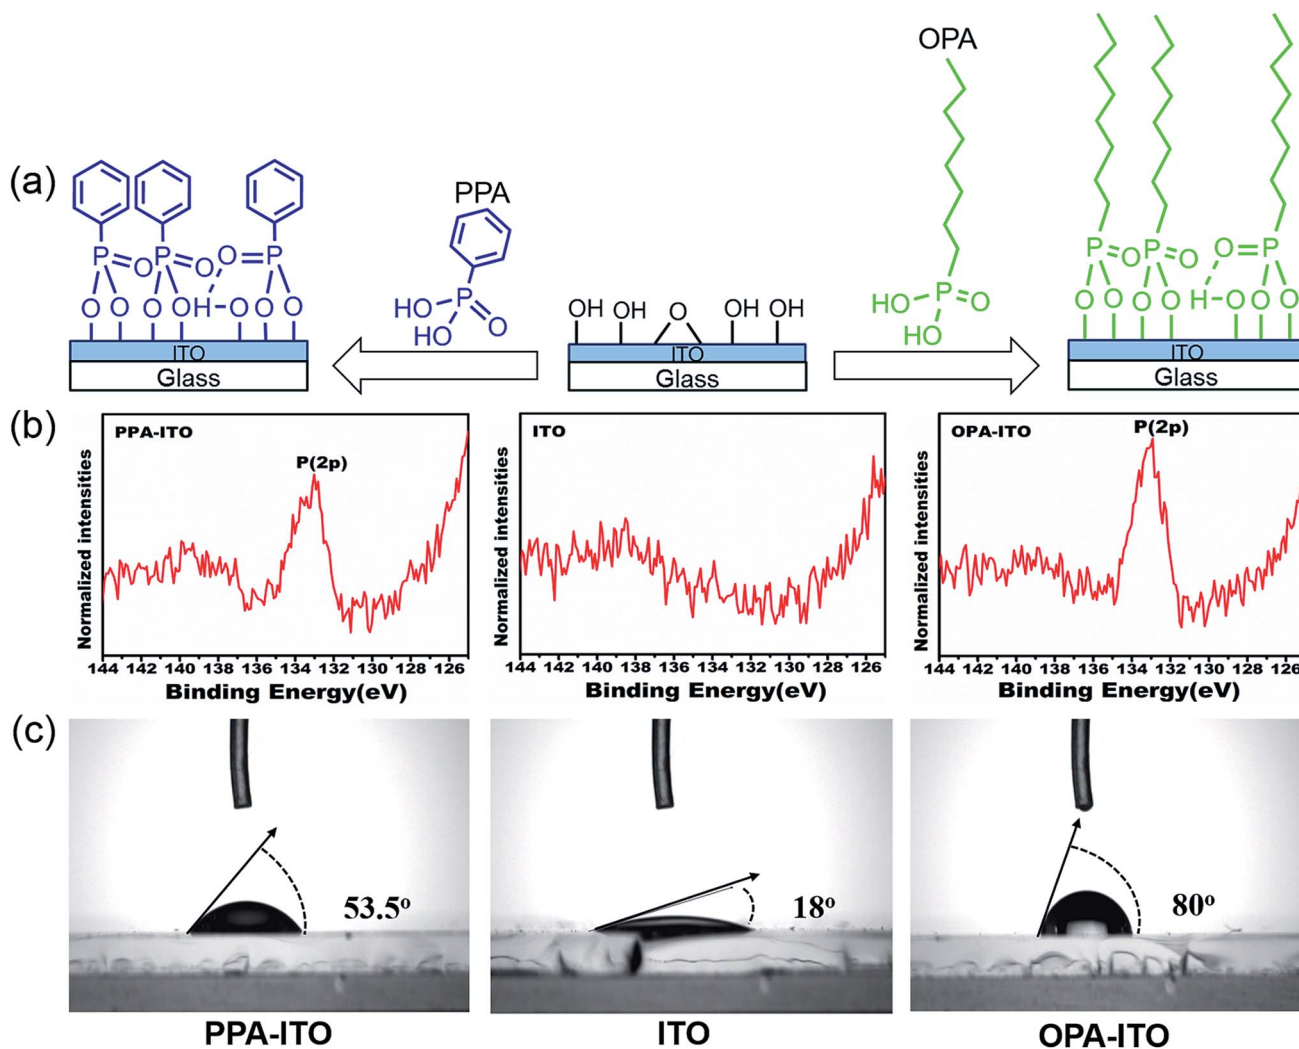 OPA
(a)
PPA
P=O P=O O=P
O O O O H-O O O
HO P=O
HO
OH OH O OH OH
HO P=O
HO
P=O P=O O=P
O O O O H-O O O
ITO
Glass
ITO
Glass
ITO
Glass
(b)
PPA-ITO
P(2p)
Normalized intensities
144 142 140 138 136 134 132 130 128 126
Binding Energy(eV)
ITO
Normalized intensities
144 142 140 138 136 134 132 130 128 126
Binding Energy(eV)
OPA-ITO
P(2p)
Normalized intensities
144 142 140 138 136 134 132 130 128 126
Binding Energy(eV)
(c)
53.5°
18°
80°
PPA-ITO
ITO
OPA-ITO